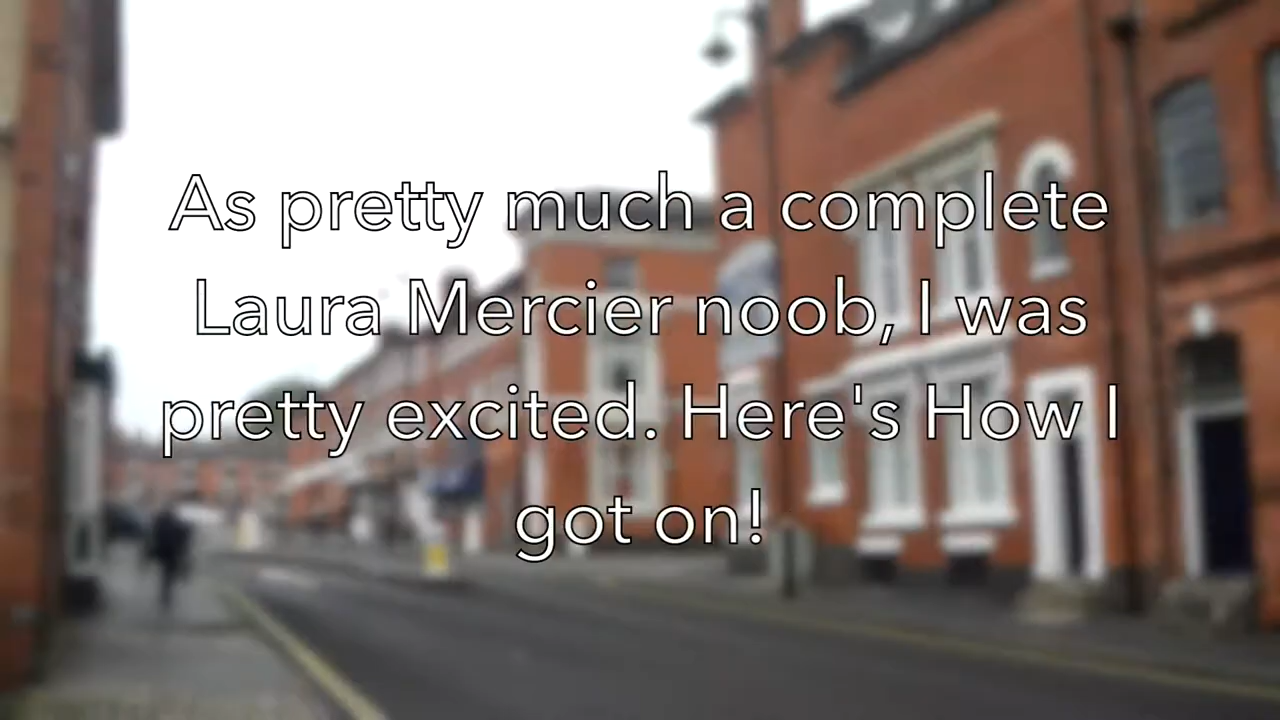 As pretty much a complete
Laura Mercier noob, I was
pretty excited. Here's How I
got on!